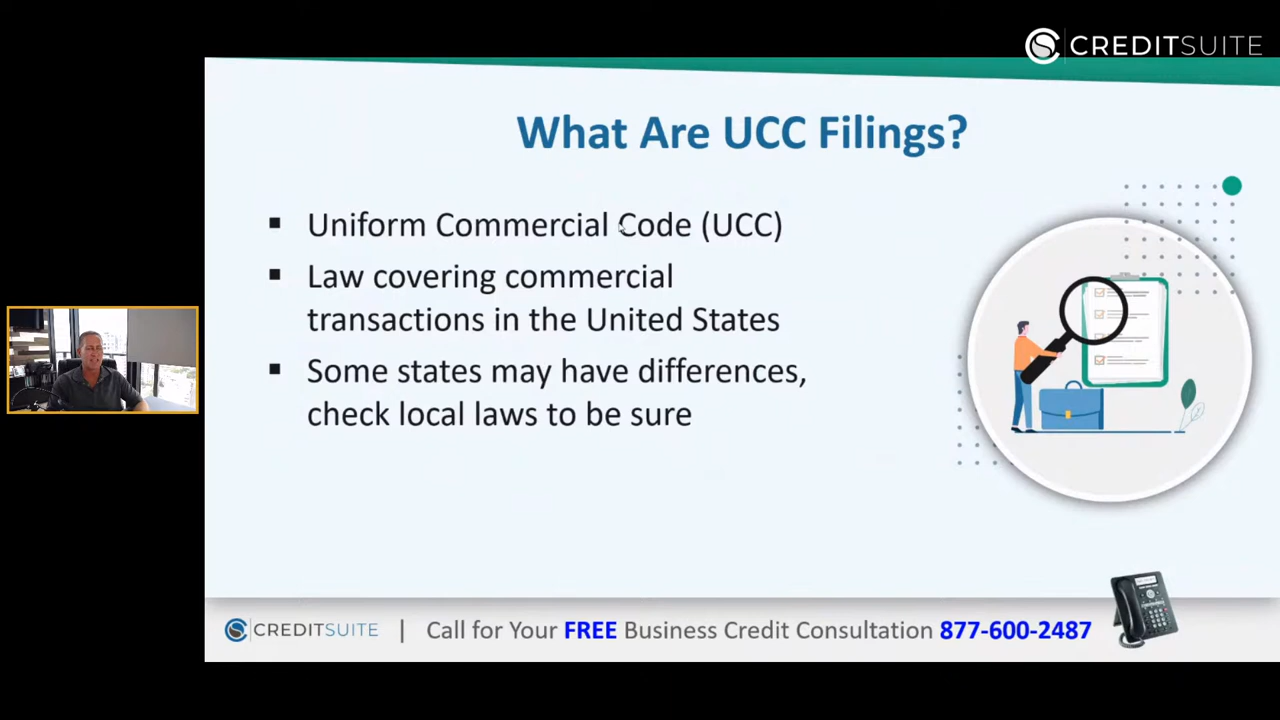 CREDITSUITE
What Are UCC Filings?
▪ Uniform Commercial Code (UCC)
▪ Law covering commercial
transactions in the United States
▪ Some states may have differences,
check local laws to be sure
CREDITSUITE | Call for Your FREE Business Credit Consultation 877-600-2487